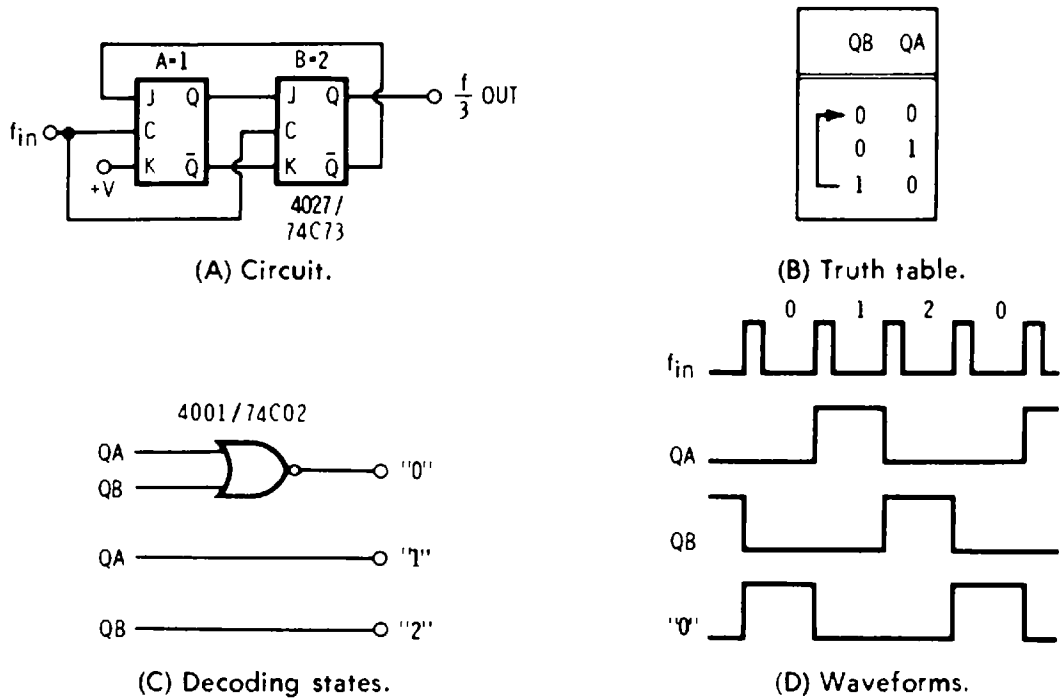 A=1
B=2
J Q
C
K Q̅
J Q
C
K Q̅
fin
+V
f/3 OUT
4027/
74C73
(A) Circuit.
QB QA
0 0
0 1
1 0
(B) Truth table.
4001/74C02
QA
QB
"0"
QA
"1"
QB
"2"
(C) Decoding states.
0 1 2 0
fin
QA
QB
"0"
(D) Waveforms.